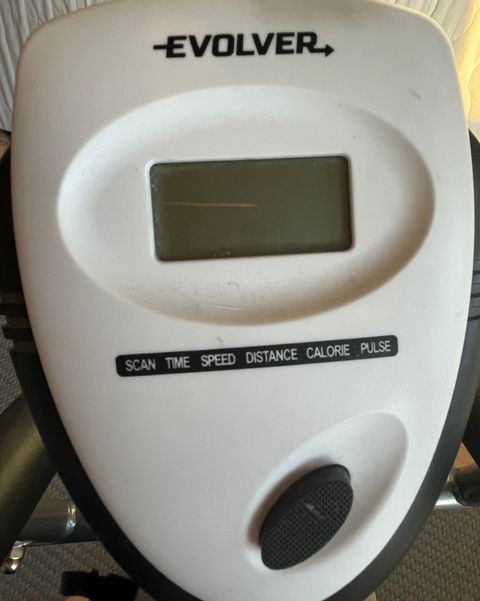 EVOLVER
SCAN TIME SPEED DISTANCE CALORIE PULSE